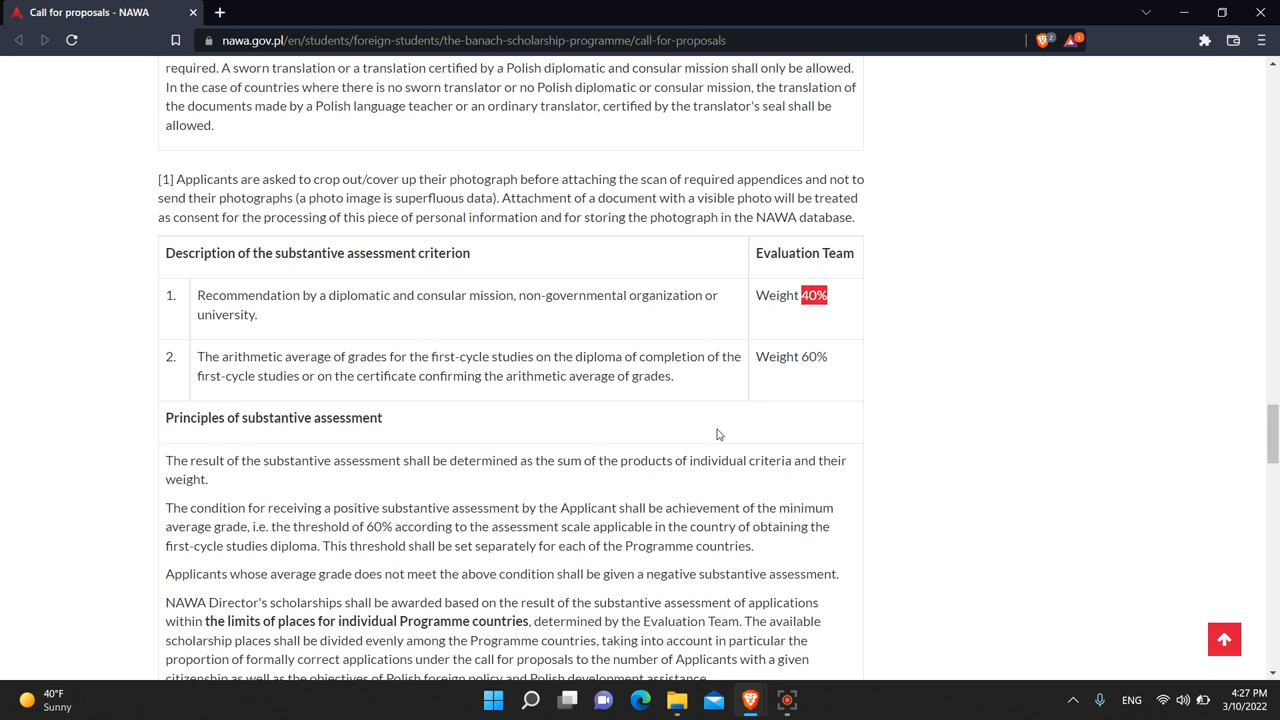 Call for proposals - NAWA
nawa.gov.pl/en/students/foreign-students/the-banach-scholarship-programme/call-for-proposals
2
1
required. A sworn translation or a translation certified by a Polish diplomatic and consular mission shall only be allowed.
In the case of countries where there is no sworn translator or no Polish diplomatic or consular mission, the translation of
the documents made by a Polish language teacher or an ordinary translator, certified by the translator's seal shall be
allowed.
[1] Applicants are asked to crop out/cover up their photograph before attaching the scan of required appendices and not to
send their photographs (a photo image is superfluous data). Attachment of a document with a visible photo will be treated
as consent for the processing of this piece of personal information and for storing the photograph in the NAWA database.
Description of the substantive assessment criterion
Evaluation Team
1.
Recommendation by a diplomatic and consular mission, non-governmental organization or
university.
Weight 40%
2.
The arithmetic average of grades for the first-cycle studies on the diploma of completion of the
first-cycle studies or on the certificate confirming the arithmetic average of grades.
Weight 60%
Principles of substantive assessment
The result of the substantive assessment shall be determined as the sum of the products of individual criteria and their
weight.
The condition for receiving a positive substantive assessment by the Applicant shall be achievement of the minimum
average grade, i.e. the threshold of 60% according to the assessment scale applicable in the country of obtaining the
first-cycle studies diploma. This threshold shall be set separately for each of the Programme countries.
Applicants whose average grade does not meet the above condition shall be given a negative substantive assessment.
NAWA Director's scholarships shall be awarded based on the result of the substantive assessment of applications
within the limits of places for individual Programme countries, determined by the Evaluation Team. The available
scholarship places shall be divided evenly among the Programme countries, taking into account in particular the
proportion of formally correct applications under the call for proposals to the number of Applicants with a given
citizenship as well as the objectives of Polish foreign policy and Polish development assistance.
40°F
Sunny
ENG
4:27 PM
3/10/2022